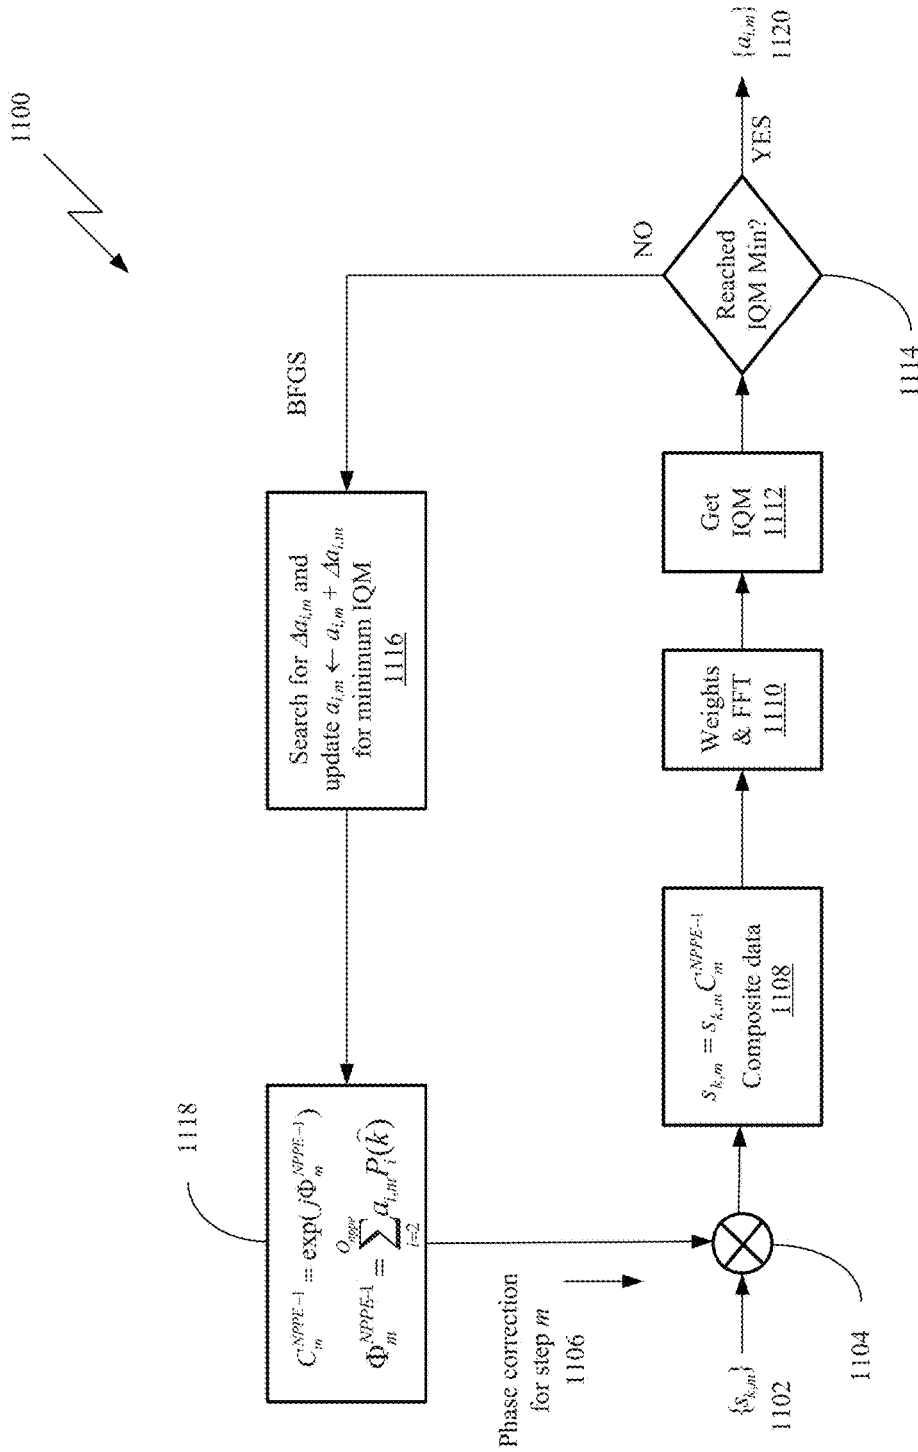 1100
1118
C_m^{NPPE-1} = exp(jΦ_m^{NPPE-1})
Φ_m^{NPPE-1} = ∑_{i=2}^{O_{nppe}} a_{i,m} P_i(k̂)
Search for Δa_{i,m} and
update a_{i,m} ← a_{i,m} + Δa_{i,m}
for minimum IQM
1116
BFGS
NO
Phase correction
for step m
1106
{s_{k,m}}
1102
1104
s_{k,m} = s_{k,m} C_m^{NPPE-1}
Composite data
1108
Weights
& FFT
1110
Get
IQM
1112
Reached
IQM Min?
1114
YES
{a_{i,m}}
1120